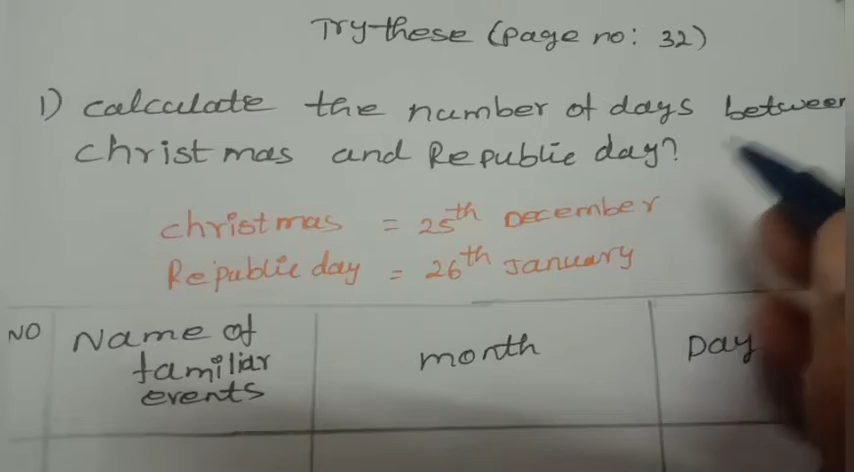 Try these (Page no: 32)
1) calculate the number of days between
christmas and Republic day?
christmas = 25th December
Republic day = 26th January
NO Name of familiar events month Day